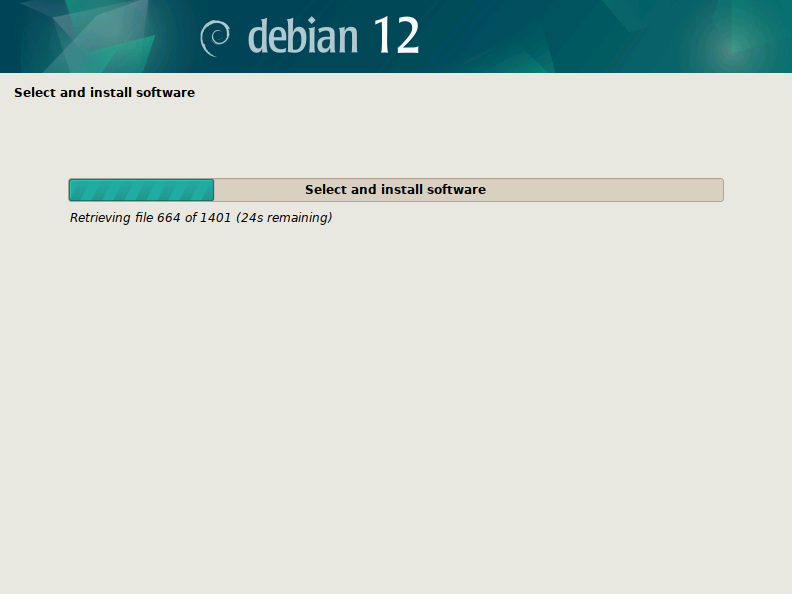 debian 12
Select and install software
Select and install software
Retrieving file 664 of 1401 (24s remaining)